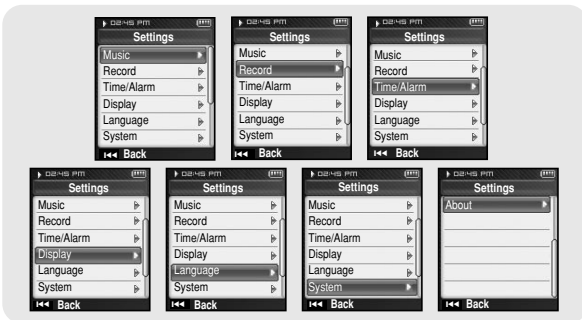 02:45 PM
Settings
Music
Record
Time/Alarm
Display
Language
System
Back
02:45 PM
Settings
Music
Record
Time/Alarm
Display
Language
System
Back
02:45 PM
Settings
Music
Record
Time/Alarm
Display
Language
System
Back
02:45 PM
Settings
Music
Record
Time/Alarm
Display
Language
System
Back
02:45 PM
Settings
Music
Record
Time/Alarm
Display
Language
System
Back
02:45 PM
Settings
Music
Record
Time/Alarm
Display
Language
System
Back
02:45 PM
Settings
About
Back